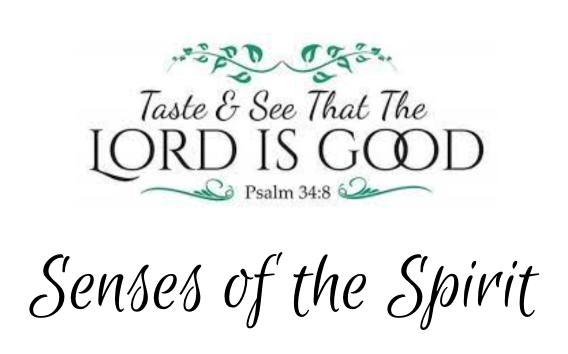 Taste & See That The
LORD IS GOOD
Psalm 34:8
Senses of the Spirit